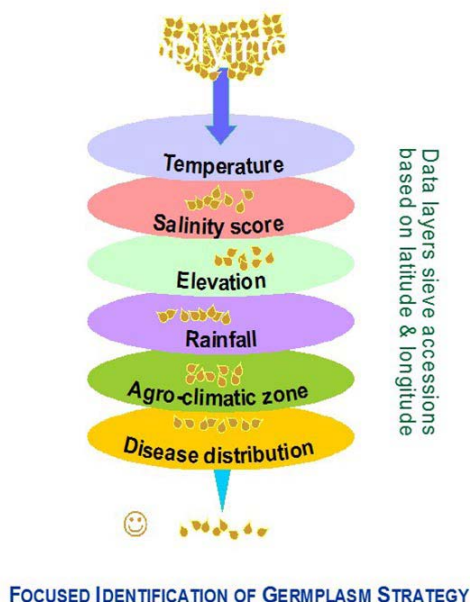 Temperature
Salinity score
Elevation
Rainfall
Agro-climatic zone
Disease distribution
Data layers sieve accessions
based on latitude & longitude
FOCUSED IDENTIFICATION OF GERMPLASM STRATEGY